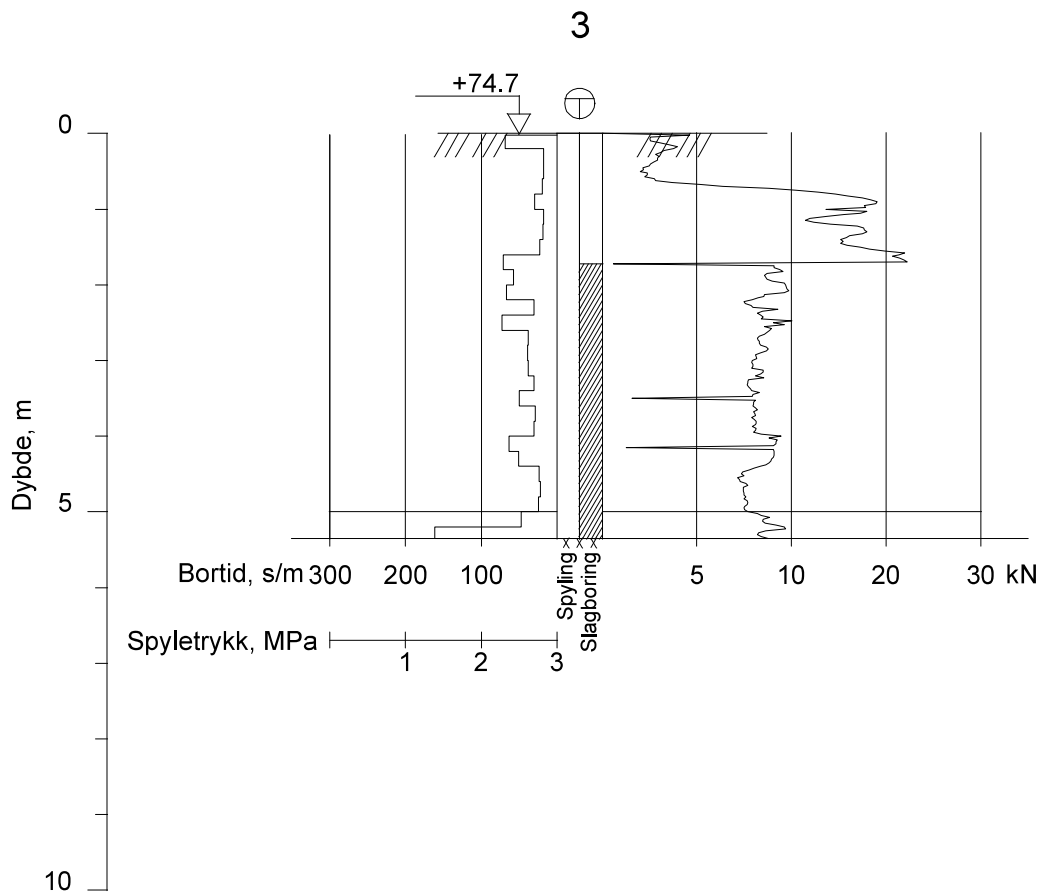 3
+74.7
0
5
10
Dybde, m
Bortid, s/m 300 200 100
Spyling
Slagboring
5 10 20 30 kN
Spyletrykk, MPa
1 2 3